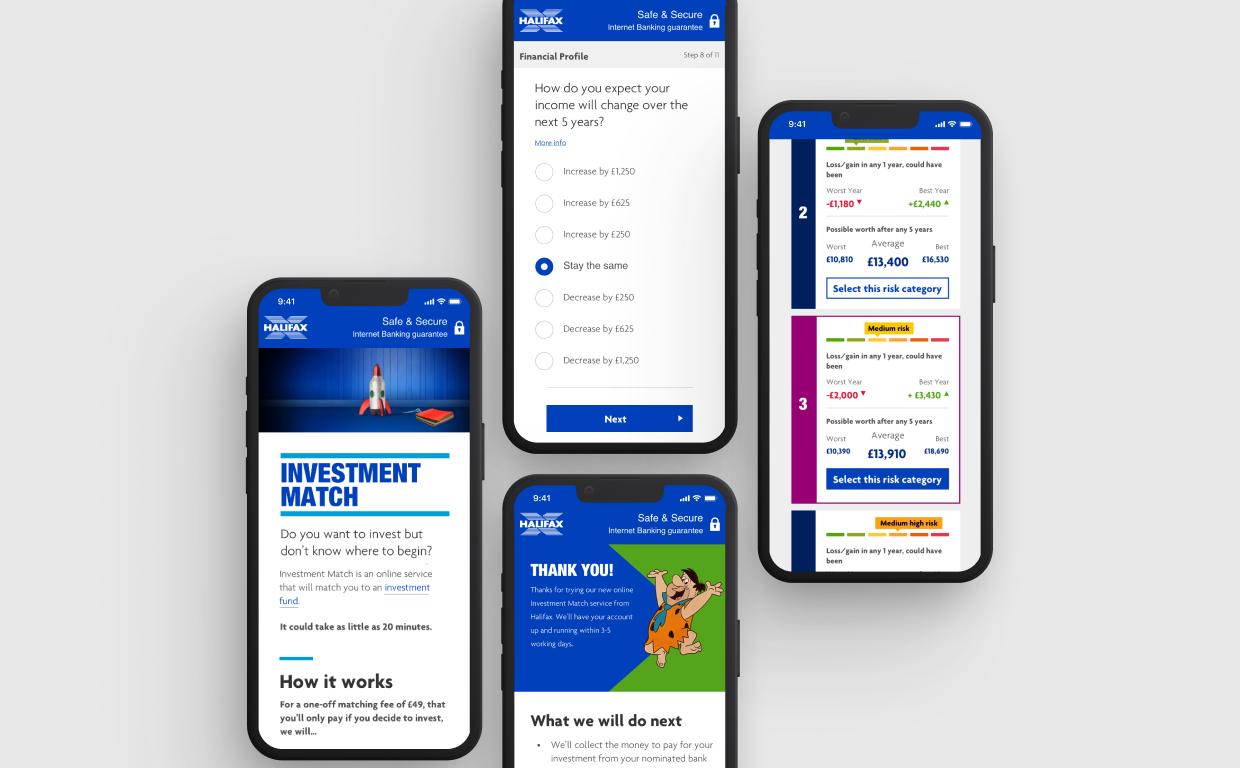 HALIFAX
Safe & Secure
Internet Banking guarantee
Financial Profile
Step 8 of 11
How do you expect your
income will change over the
next 5 years?
More info
Increase by £1,250
Increase by £625
Increase by £250
Stay the same
Decrease by £250
Decrease by £625
Decrease by £1,250
Next
9:41
HALIFAX
Safe & Secure
Internet Banking guarantee
INVESTMENT
MATCH
Do you want to invest but
don't know where to begin?
Investment Match is an online service
that will match you to an investment
fund.
It could take as little as 20 minutes.
How it works
For a one-off matching fee of £49, that
you'll only pay if you decide to invest,
we will...
9:41
HALIFAX
Safe & Secure
Internet Banking guarantee
THANK YOU!
Thanks for trying our new online
Investment Match service from
Halifax. We'll have your account
up and running within 3-5
working days.
What we will do next
• We'll collect the money to pay for your
investment from your nominated bank
9:41
2
Loss/gain in any 1 year, could have
been
Worst Year
Best Year
-£1,180
+£2,440
Possible worth after any 5 years
Worst
Average
Best
£10,810
£13,400
£16,530
Select this risk category
3
Medium risk
Loss/gain in any 1 year, could have
been
Worst Year
Best Year
-£2,000
+ £3,430
Possible worth after any 5 years
Worst
Average
Best
£10,390
£13,910
£18,690
Select this risk category
Medium high risk
Loss/gain in any 1 year, could have
been